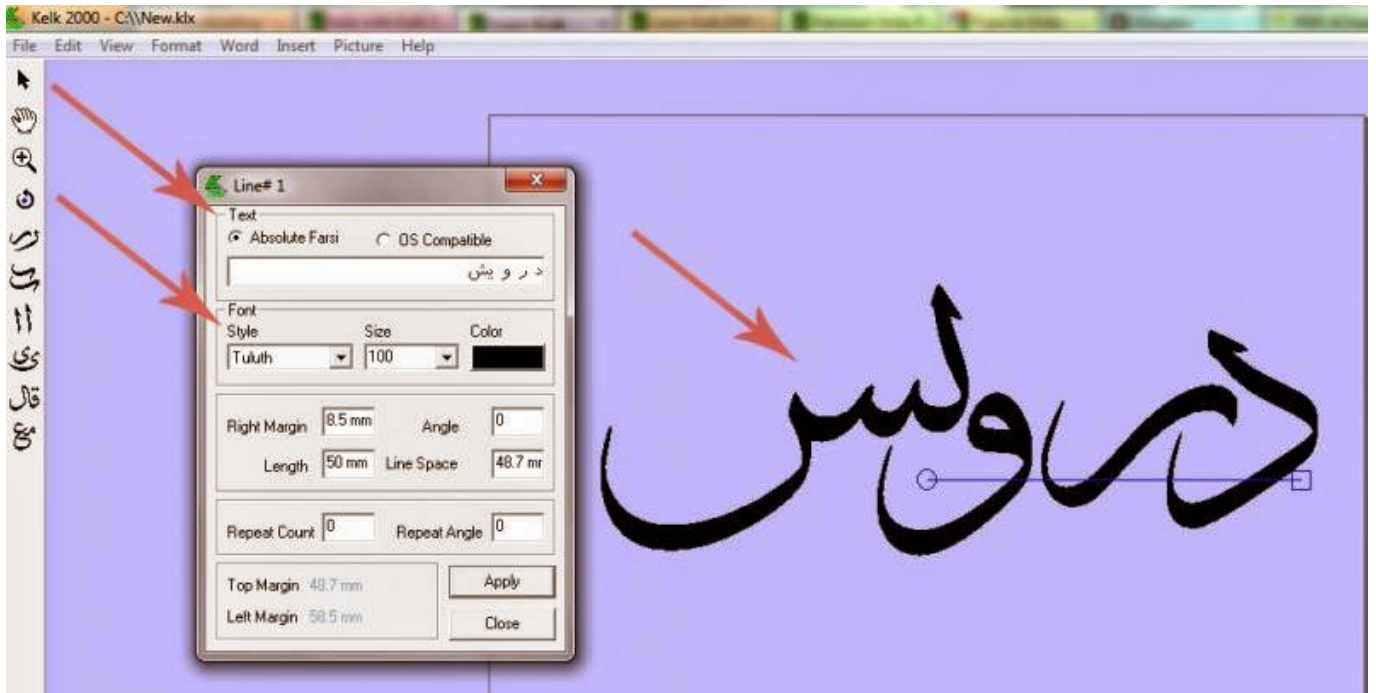 Kelk 2000 - C:\\New.klx
File Edit View Format Word Insert Picture Help
Line# 1
Text
Absolute Farsi OS Compatible
د ر و یش
Font
Style Size Color
Tuluth 100
Right Margin 8.5 mm Angle 0
Length 50 mm Line Space 48.7 mr
Repeat Count 0 Repeat Angle 0
Top Margin 48.7 mm
Apply
Left Margin 58.5 mm
Close
دروىس